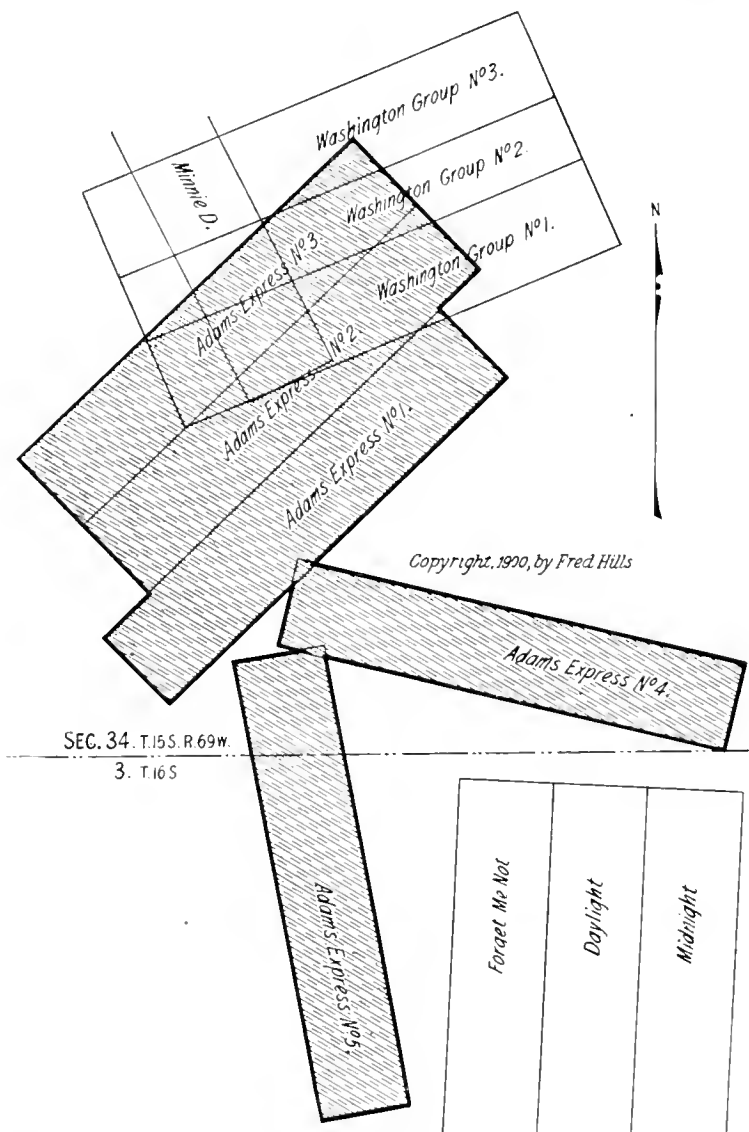 Washington Group Nº3.
Minnie D.
Washington Group Nº2.
Washington Group Nº1.
N
Adams Express Nº3.
Adams Express Nº2.
Adams Express Nº1.
Copyright, 1900, by Fred Hills
Adams Express Nº4.
SEC. 34. T.15 S. R.69W.
3. T.16 S
Adams Express Nº5.
Forget Me Not
Daylight
Midnight